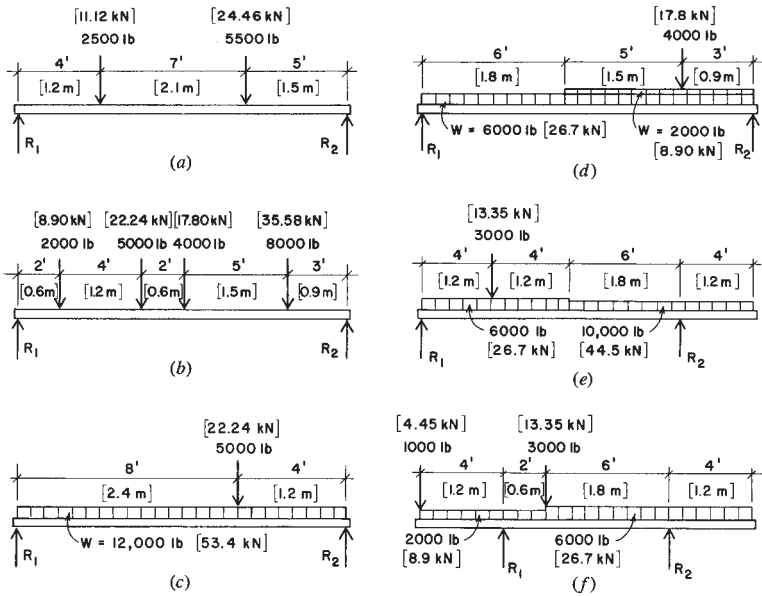 [11.12 kN] [24.46 kN]
2500 lb 5500 lb
4' 7' 5'
[1.2 m] [2.1 m] [1.5 m]
R1 R2
(a)
[8.90 kN] [22.24 kN] [17.80 kN] [35.58 kN]
2000 lb 5000 lb 4000 lb 8000 lb
2' 4' 2' 5' 3'
[0.6m] [1.2 m] [0.6m] [1.5 m] [0.9m]
R1 R2
(b)
[22.24 kN]
5000 lb
8' 4'
[2.4 m] [1.2 m]
R1 W = 12,000 lb [53.4 kN] R2
(c)
[17.8 kN]
4000 lb
6' 5' 3'
[1.8 m] [1.5 m] [0.9m]
R1 W = 6000 lb [26.7 kN] W = 2000 lb
[8.90 kN] R2
(d)
[13.35 kN]
3000 lb
4' 4' 6' 4'
[1.2 m] [1.2 m] [1.8 m] [1.2 m]
6000 lb 10,000 lb
R1 [26.7 kN] [44.5 kN] R2
(e)
[4.45 kN] [13.35 kN]
1000 lb 3000 lb
4' 2' 6' 4'
[1.2 m] [0.6m] [1.8 m] [1.2 m]
2000 lb 6000 lb
[8.9 kN] R1 [26.7 kN] R2
(f)